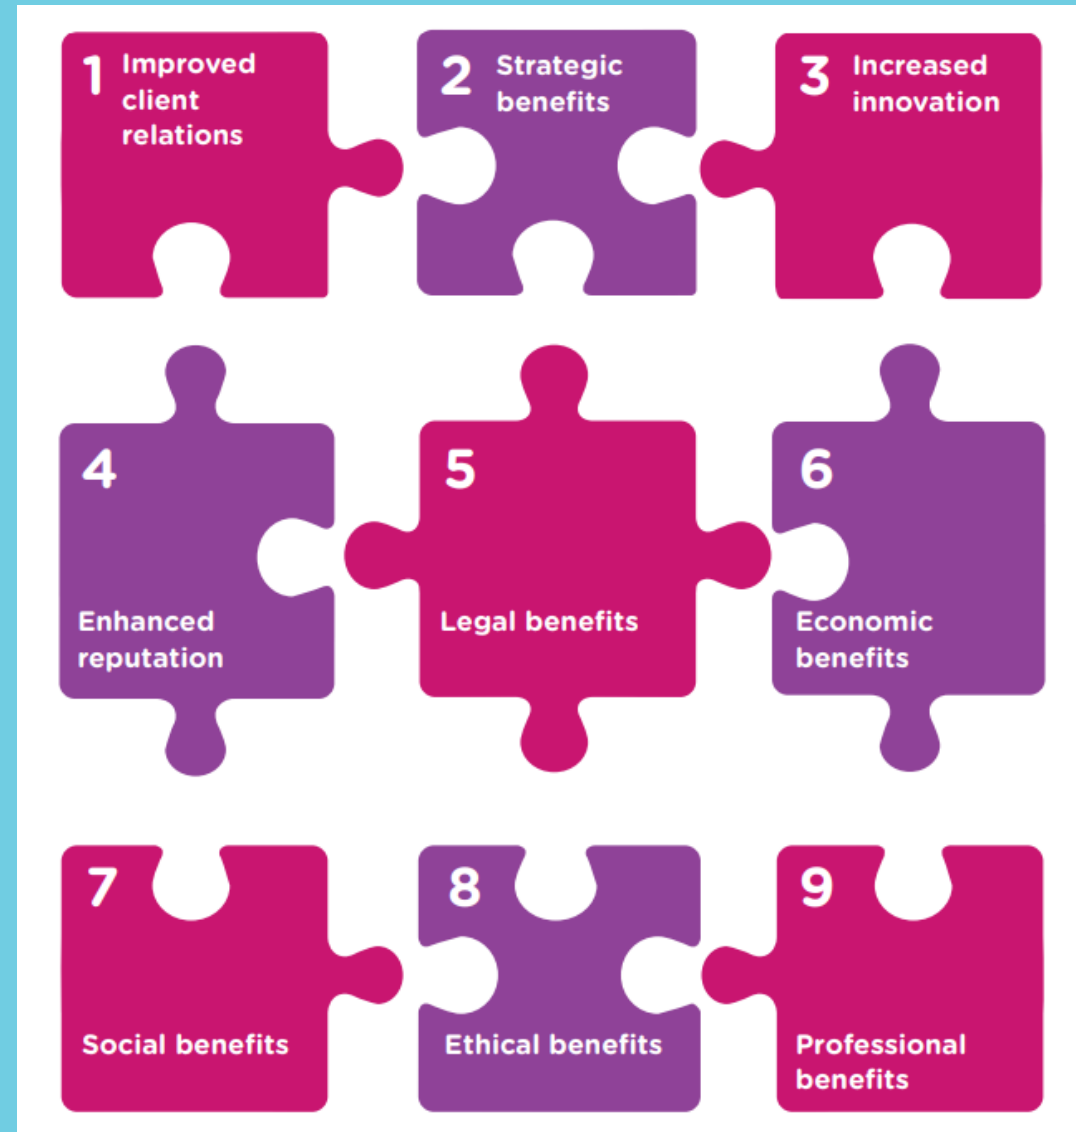 1 Improved
client
relations
2 Strategic
benefits
3 Increased
innovation
4
Enhanced
reputation
5
Legal benefits
6
Economic
benefits
7
Social benefits
8
Ethical benefits
9
Professional
benefits